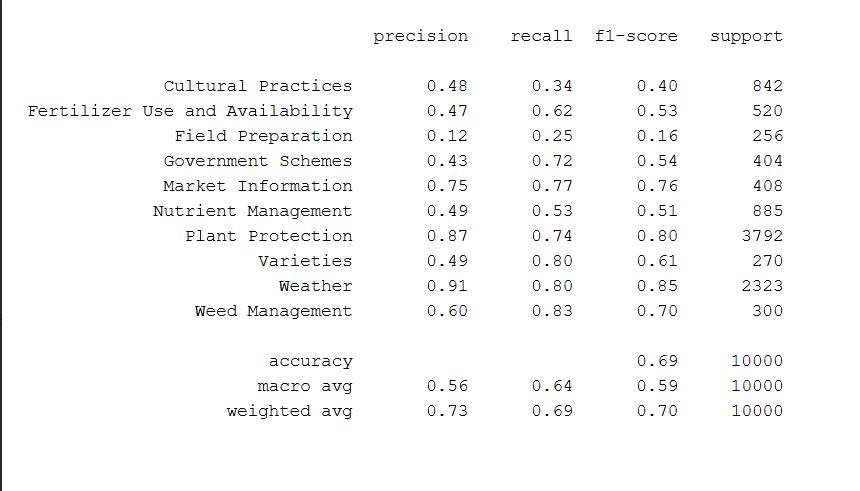 precision recall f1-score support
Cultural Practices 0.48 0.34 0.40 842
Fertilizer Use and Availability 0.47 0.62 0.53 520
Field Preparation 0.12 0.25 0.16 256
Government Schemes 0.43 0.72 0.54 404
Market Information 0.75 0.77 0.76 408
Nutrient Management 0.49 0.53 0.51 885
Plant Protection 0.87 0.74 0.80 3792
Varieties 0.49 0.80 0.61 270
Weather 0.91 0.80 0.85 2323
Weed Management 0.60 0.83 0.70 300
accuracy 0.69 10000
macro avg 0.56 0.64 0.59 10000
weighted avg 0.73 0.69 0.70 10000